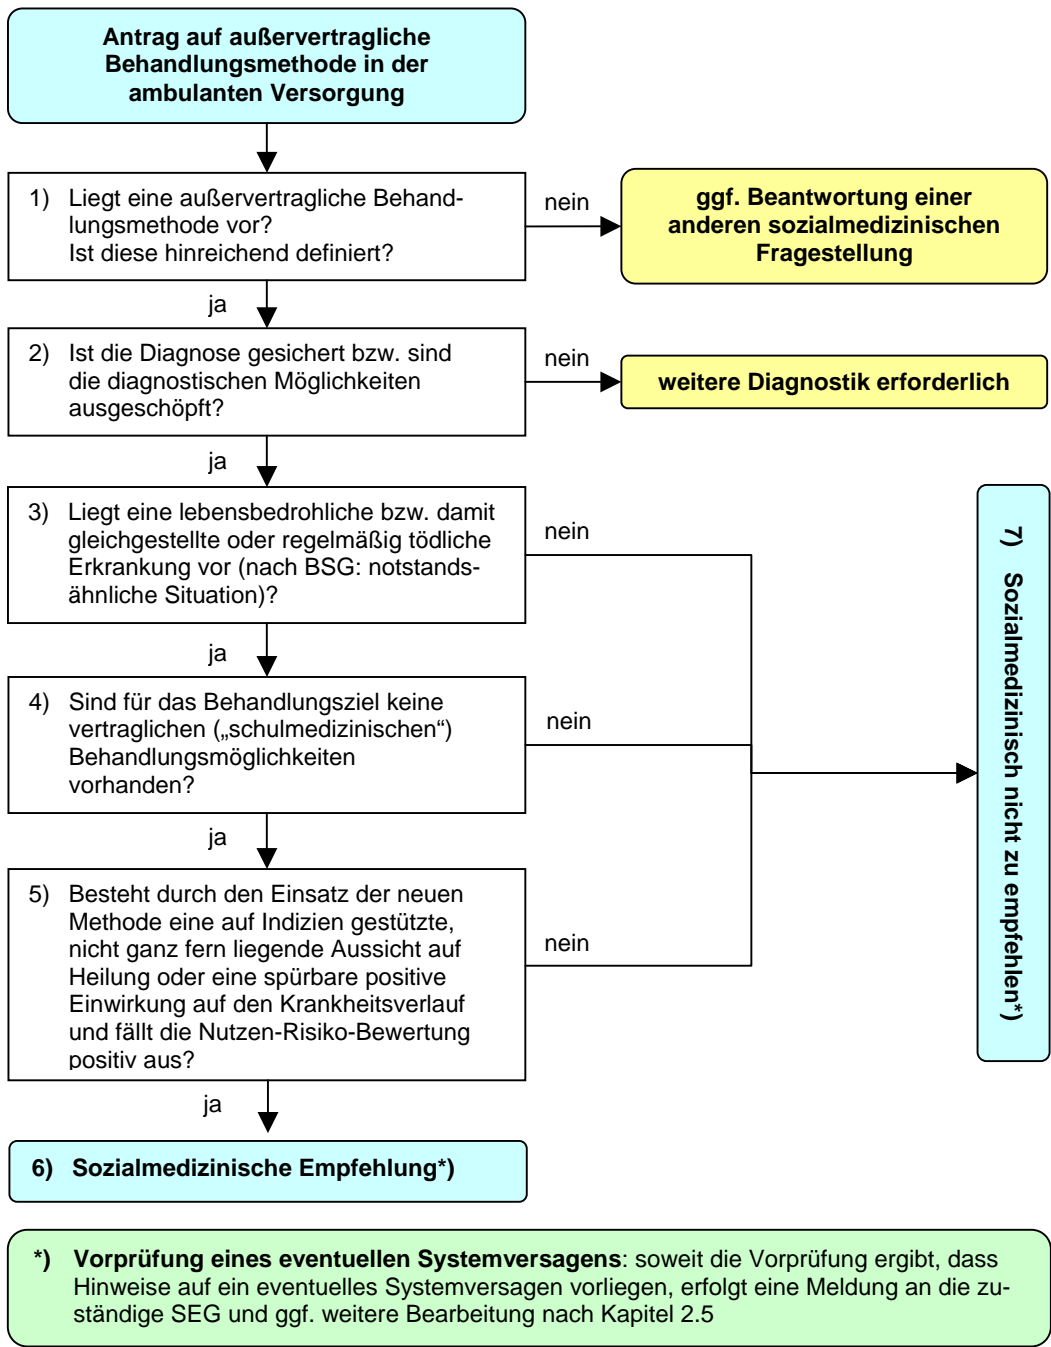 Antrag auf außervertragliche
Behandlungsmethode in der
ambulanten Versorgung
1) Liegt eine außervertragliche Behand-
lungsmethode vor?
Ist diese hinreichend definiert?
nein
ggf. Beantwortung einer
anderen sozialmedizinischen
Fragestellung
ja
2) Ist die Diagnose gesichert bzw. sind
die diagnostischen Möglichkeiten
ausgeschöpft?
nein
weitere Diagnostik erforderlich
ja
3) Liegt eine lebensbedrohliche bzw. damit
gleichgestellte oder regelmäßig tödliche
Erkrankung vor (nach BSG: notstands-
ähnliche Situation)?
nein
ja
4) Sind für das Behandlungsziel keine
vertraglichen („schulmedizinischen“)
Behandlungsmöglichkeiten
vorhanden?
nein
ja
5) Besteht durch den Einsatz der neuen
Methode eine auf Indizien gestützte,
nicht ganz fern liegende Aussicht auf
Heilung oder eine spürbare positive
Einwirkung auf den Krankheitsverlauf
und fällt die Nutzen-Risiko-Bewertung
positiv aus?
nein
7) Sozialmedizinisch nicht zu empfehlen*)
ja
6) Sozialmedizinische Empfehlung*)
*) Vorprüfung eines eventuellen Systemversagens: soweit die Vorprüfung ergibt, dass
Hinweise auf ein eventuelles Systemversagen vorliegen, erfolgt eine Meldung an die zu-
ständige SEG und ggf. weitere Bearbeitung nach Kapitel 2.5